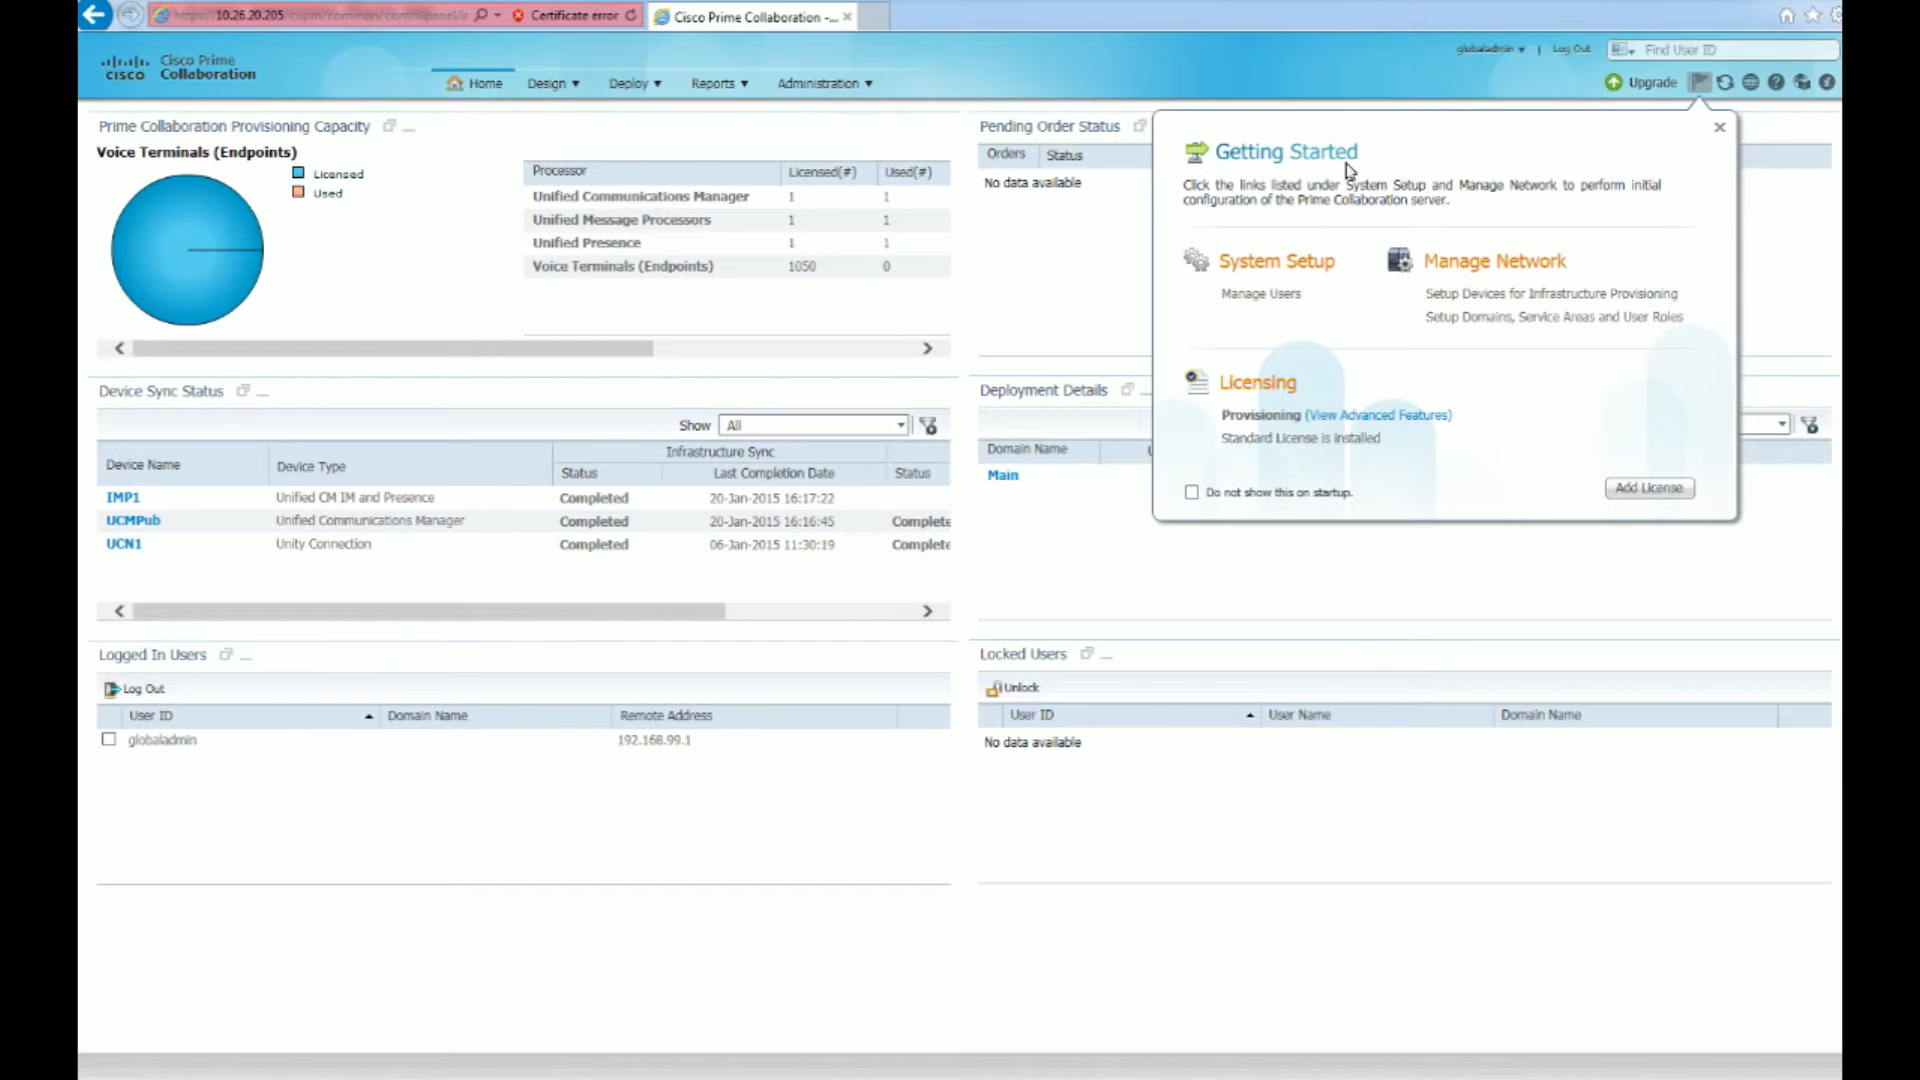 https://10.26.20.205/cupm/common/controlpanel/ir
Certificate error
Cisco Prime Collaboration -...
cisco
Cisco Prime
Collaboration
globaladmin
Log Out
Find User ID
Home
Design
Deploy
Reports
Administration
Upgrade
Prime Collaboration Provisioning Capacity
Voice Terminals (Endpoints)
Licensed
Used
Processor Licensed(#) Used(#)
Unified Communications Manager 1 1
Unified Message Processors 1 1
Unified Presence 1 1
Voice Terminals (Endpoints) 1050 0
Pending Order Status
Orders Status
No data available
Getting Started
Click the links listed under System Setup and Manage Network to perform initial
configuration of the Prime Collaboration server.
System Setup
Manage Users
Manage Network
Setup Devices for Infrastructure Provisioning
Setup Domains, Service Areas and User Roles
Licensing
Provisioning (View Advanced Features)
Standard License is installed
Do not show this on startup.
Add License
Device Sync Status
Show All
Infrastructure Sync
Device Name Device Type Status Last Completion Date Status
IMP1 Unified CM IM and Presence Completed 20-Jan-2015 16:17:22
UCMPub Unified Communications Manager Completed 20-Jan-2015 16:16:45 Complete
UCN1 Unity Connection Completed 06-Jan-2015 11:30:19 Complete
Deployment Details
Domain Name
Main
Logged In Users
Log Out
User ID Domain Name Remote Address
globaladmin 192.168.99.1
Locked Users
Unlock
User ID User Name Domain Name
No data available